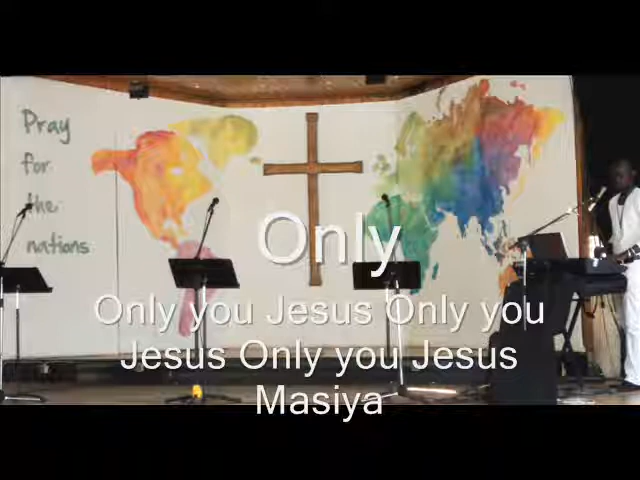 Pray
for
the
nations
Only
Only you Jesus Only you
Jesus Only you Jesus
Masiya